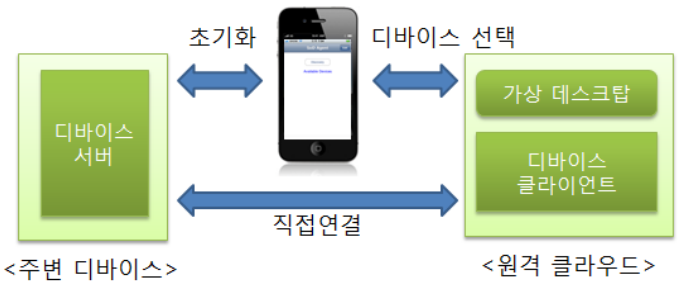 초기화
디바이스 선택
디바이스
서버
가상 데스크탑
디바이스
클라이언트
직접연결
<주변 디바이스>
<원격 클라우드>